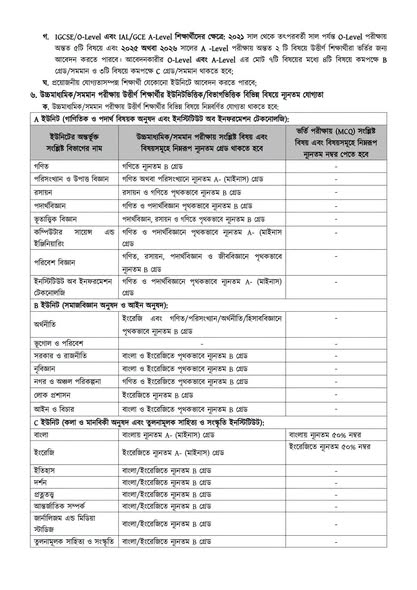 গ. IGCSE/O-Level এবং IAL/GCE A-Level শিক্ষার্থীদের ক্ষেত্রে: ২০২১ সাল থেকে তৎপরবর্তী সাল পর্যন্ত O-Level পরীক্ষায়
অন্তত ৫টি বিষয়ে এবং ২০২৫ অথবা ২০২৬ সালের A -Level পরীক্ষায় অন্তত ২ টি বিষয়ে উত্তীর্ণ শিক্ষার্থীরা ভর্তির জন্য
আবেদন করতে পারবে। আবেদনকারীর O-Level এবং A-Level এর মোট ৭টি বিষয়ের মধ্যে ৪টি বিষয়ে কমপক্ষে B
গ্রেড/সমমান ও ৩টি বিষয়ে কমপক্ষে C গ্রেড/সমমান থাকতে হবে;
ঘ. প্রয়োজনীয় যোগ্যতাসম্পন্ন শিক্ষার্থী যেকোনো ইউনিটে আবেদন করতে পারবে;
৬. উচ্চমাধ্যমিক/সমমান পরীক্ষায় উত্তীর্ণ শিক্ষার্থীর ইউনিটভিত্তিক/বিভাগভিত্তিক বিভিন্ন বিষয়ে ন্যূনতম যোগ্যতা
ক. উচ্চমাধ্যমিক/সমমান পরীক্ষায় উত্তীর্ণ শিক্ষার্থীর বিভিন্ন বিষয়ে নিম্নবর্ণিত যোগ্যতা থাকতে হবে:
A ইউনিট (গাণিতিক ও পদার্থ বিষয়ক অনুষদ এবং ইনস্টিটিউট অব ইনফরমেশন টেকনোলজি):
ইউনিটের অন্তর্ভুক্ত সংশ্লিষ্ট বিভাগের নাম
উচ্চমাধ্যমিক/সমমান পরীক্ষায় সংশ্লিষ্ট বিষয় এবং বিষয়সমূহে নিম্নরূপ ন্যূনতম গ্রেড থাকতে হবে
ভর্তি পরীক্ষায় (MCQ) সংশ্লিষ্ট বিষয় এবং বিষয়সমূহে নিম্নরূপ ন্যূনতম নম্বর পেতে হবে
গণিত গণিতে ন্যূনতম B গ্রেড -
পরিসংখ্যান ও উপাত্ত বিজ্ঞান গণিত অথবা পরিসংখ্যানে ন্যূনতম A- (মাইনাস) গ্রেড -
রসায়ন রসায়ন ও গণিতে পৃথকভাবে ন্যূনতম B গ্রেড -
পদার্থবিজ্ঞান গণিত ও পদার্থবিজ্ঞানে পৃথকভাবে ন্যূনতম B গ্রেড -
ভূতাত্ত্বিক বিজ্ঞান পদার্থবিজ্ঞান, রসায়ন ও গণিতে পৃথকভাবে ন্যূনতম B গ্রেড -
কম্পিউটার সায়েন্স এন্ড ইঞ্জিনিয়ারিং গণিত ও পদার্থবিজ্ঞানে পৃথকভাবে ন্যূনতম A- (মাইনাস) গ্রেড -
পরিবেশ বিজ্ঞান গণিত, রসায়ন, পদার্থবিজ্ঞান ও জীববিজ্ঞানে পৃথকভাবে ন্যূনতম B গ্রেড -
ইনস্টিটিউট অব ইনফরমেশন টেকনোলজি গণিত ও পদার্থবিজ্ঞানে পৃথকভাবে ন্যূনতম A- (মাইনাস) গ্রেড -
B ইউনিট (সমাজবিজ্ঞান অনুষদ ও আইন অনুষদ):
অর্থনীতি ইংরেজি এবং গণিত/পরিসংখ্যান/অর্থনীতি/হিসাববিজ্ঞানে পৃথকভাবে ন্যূনতম B গ্রেড -
ভূগোল ও পরিবেশ - -
সরকার ও রাজনীতি বাংলা ও ইংরেজিতে পৃথকভাবে ন্যূনতম B গ্রেড -
নৃবিজ্ঞান বাংলা ও ইংরেজিতে পৃথকভাবে ন্যূনতম B গ্রেড -
নগর ও অঞ্চল পরিকল্পনা গণিত ও ইংরেজিতে পৃথকভাবে ন্যূনতম B গ্রেড -
লোক প্রশাসন ইংরেজিতে ন্যূনতম B গ্রেড -
আইন ও বিচার বাংলা ও ইংরেজিতে পৃথকভাবে ন্যূনতম B গ্রেড -
C ইউনিট (কলা ও মানবিকী অনুষদ এবং তুলনামূলক সাহিত্য ও সংস্কৃতি ইনস্টিটিউট):
বাংলা বাংলায় ন্যূনতম A- (মাইনাস) গ্রেড বাংলায় ন্যূনতম ৫০% নম্বর
ইংরেজি ইংরেজিতে ন্যূনতম A- (মাইনাস) গ্রেড ইংরেজিতে ন্যূনতম ৫০% নম্বর
ইতিহাস বাংলা/ইংরেজিতে ন্যূনতম B গ্রেড -
দর্শন বাংলা/ইংরেজিতে ন্যূনতম B গ্রেড -
প্রত্নতত্ত্ব বাংলা/ইংরেজিতে ন্যূনতম B গ্রেড -
আন্তর্জাতিক সম্পর্ক বাংলা/ইংরেজিতে ন্যূনতম B গ্রেড -
জার্নালিজম এন্ড মিডিয়া স্টাডিজ বাংলা/ইংরেজিতে ন্যূনতম B গ্রেড -
তুলনামূলক সাহিত্য ও সংস্কৃতি বাংলা/ইংরেজিতে ন্যূনতম B গ্রেড -